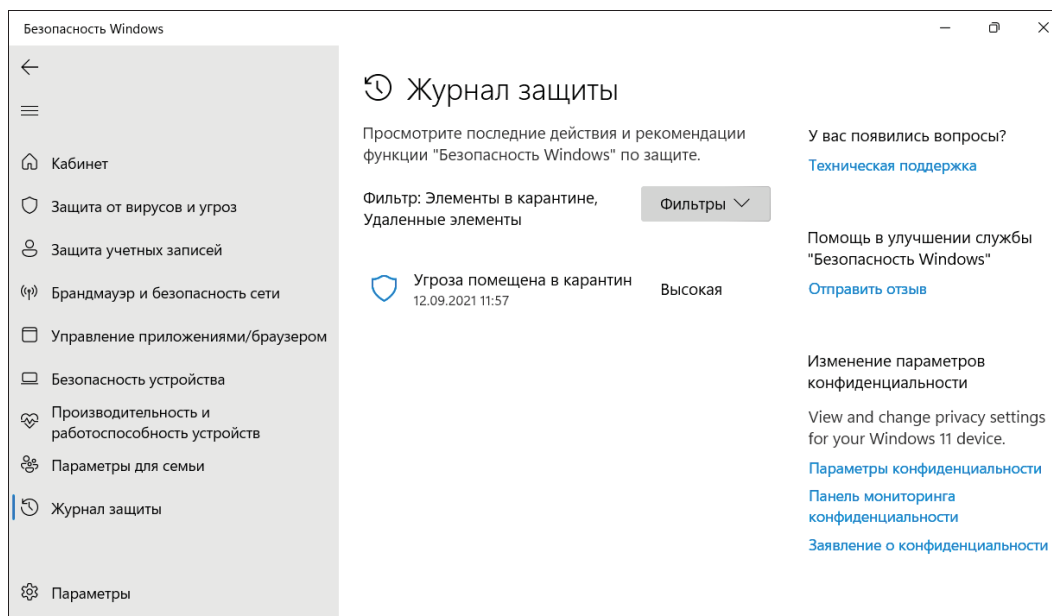 Безопасность Windows
Кабинет
Защита от вирусов и угроз
Защита учетных записей
Брандмауэр и безопасность сети
Управление приложениями/браузером
Безопасность устройства
Производительность и
работоспособность устройств
Параметры для семьи
Журнал защиты
Параметры
Журнал защиты
Просмотрите последние действия и рекомендации
функции "Безопасность Windows" по защите.
Фильтр: Элементы в карантине,
Удаленные элементы
Фильтры
Угроза помещена в карантин
12.09.2021 11:57
Высокая
У вас появились вопросы?
Техническая поддержка
Помощь в улучшении службы
"Безопасность Windows"
Отправить отзыв
Изменение параметров
конфиденциальности
View and change privacy settings
for your Windows 11 device.
Параметры конфиденциальности
Панель мониторинга
конфиденциальности
Заявление о конфиденциальности